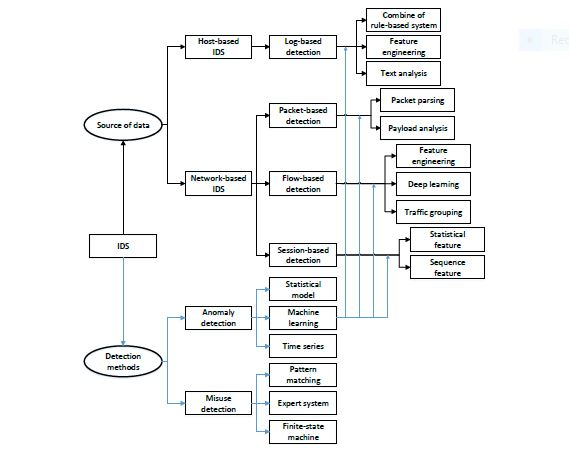 Combine of
rule-based system
Host-based
IDS
Log-based
detection
Feature
engineering
Text analysis
Packet parsing
Packet-based
detection
Source of data
Payload analysis
Feature
engineering
Network-based
IDS
Flow-based
detection
Deep learning
Traffic grouping
Statistical
feature
IDS
Session-based
detection
Sequence
feature
Statistical
model
Anomaly
detection
Machine
learning
Time series
Detection
methods
Pattern
matching
Misuse
detection
Expert system
Finite-state
machine